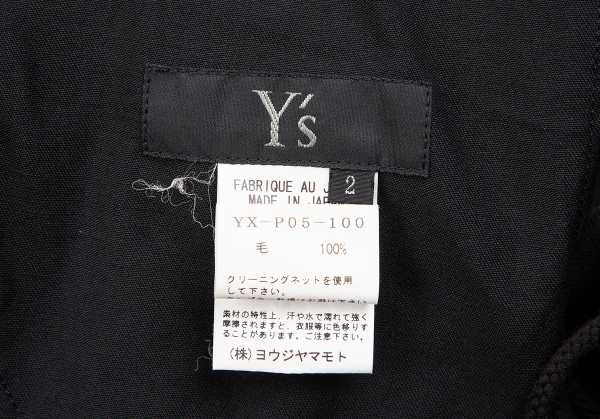 Y's
2
FABRIQUE AU J
MADE IN JAPAN
YX-P05-100
毛 100%
クリーニングネットを使用
して下さい。
素材の特性上、汗や水で濡れて強く
摩擦されますと、衣服等に色移りす
ることがあります。ご注意下さい。
(株) ヨウジヤマモト